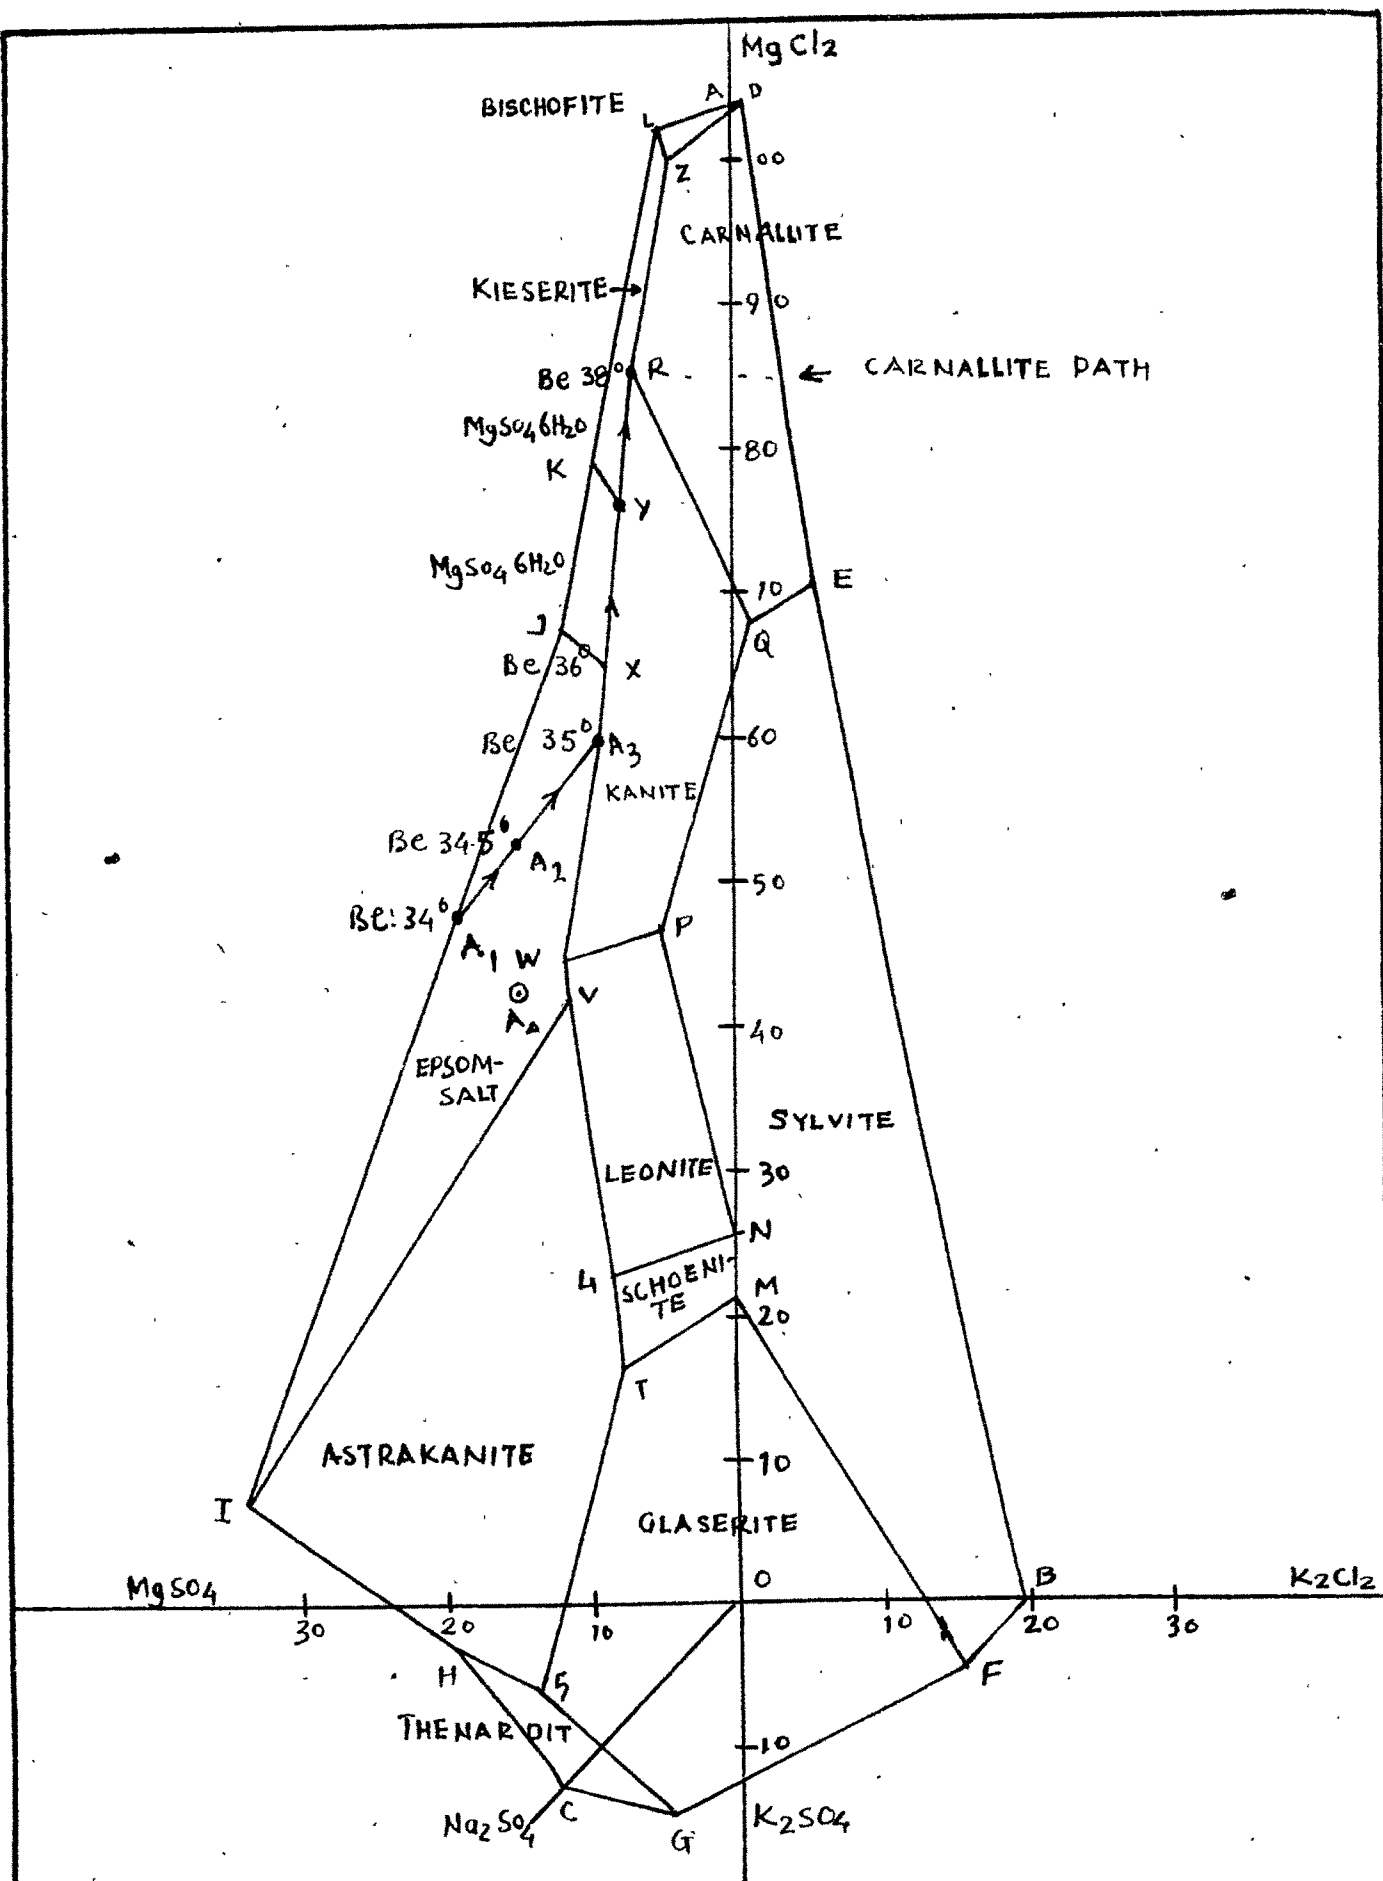 MgCl2
A D
BISCHOFITE
L
00
Z
CARNALLITE
KIESERITE
90
Be 38° R
← CARNALLITE PATH
MgSO4 6H2O
80
K
Y
MgSO4 6H2O
E
70
J
Q
Be 36° X
Be 35° A3
60
KANITE
Be 34.5°
A2
50
Be: 34°
A1 W
P
V
40
EPSOM-
SALT
SYLVITE
LEONITE
30
N
4
SCHOENI-
TE
M
20
T
ASTRAKANITE
10
I
GLASERITE
O
B
MgSO4
K2Cl2
30 20 10 10 20 30
H
5
F
THENARDIT
10
Na2SO4
C
K2SO4
G